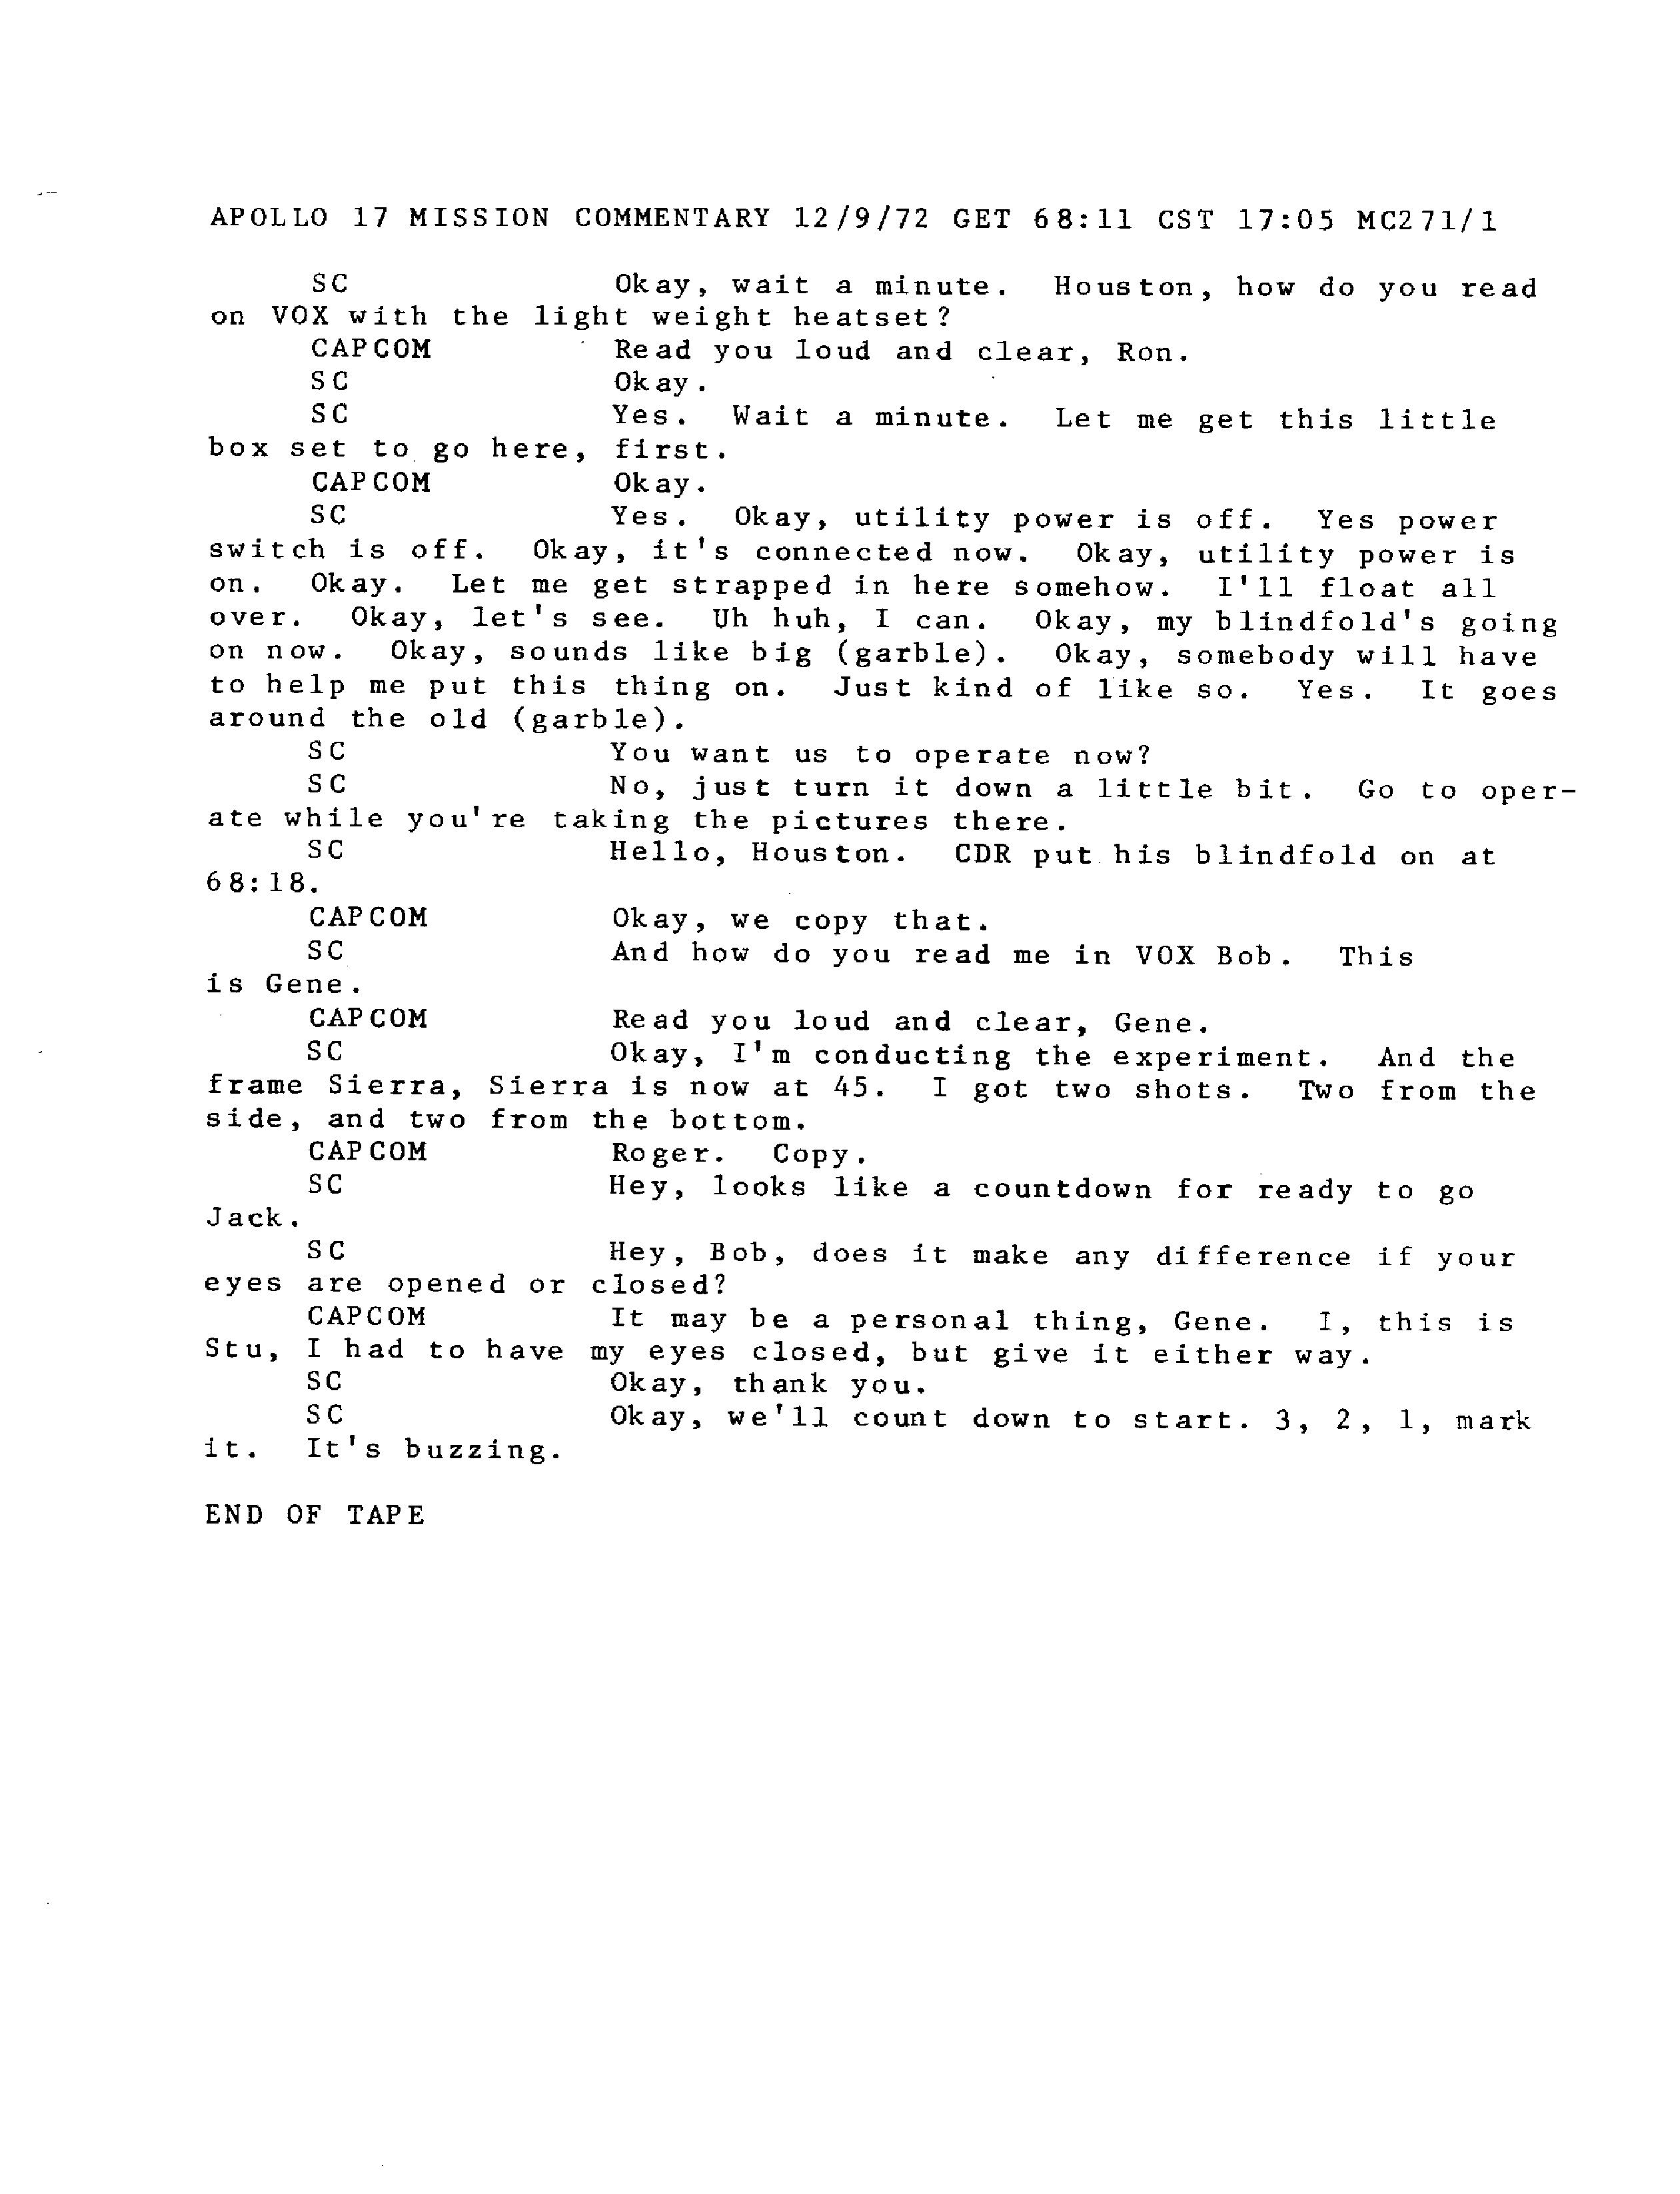 APOLLO 17 MISSION COMMENTARY 12/9/72 GET 68:11 CST 17:05 MC271/1
SC Okay, wait a minute. Houston, how do you read
on VOX with the light weight heatset?
CAPCOM Read you loud and clear, Ron.
SC Okay.
SC Yes. Wait a minute. Let me get this little
box set to go here, first.
CAPCOM Okay.
SC Yes. Okay, utility power is off. Yes power
switch is off. Okay, it's connected now. Okay, utility power is
on. Okay. Let me get strapped in here somehow. I'll float all
over. Okay, let's see. Uh huh, I can. Okay, my blindfold's going
on now. Okay, sounds like big (garble). Okay, somebody will have
to help me put this thing on. Just kind of like so. Yes. It goes
around the old (garble).
SC You want us to operate now?
SC No, just turn it down a little bit. Go to oper-
ate while you're taking the pictures there.
SC Hello, Houston. CDR put his blindfold on at
68:18.
CAPCOM Okay, we copy that.
SC And how do you read me in VOX Bob. This
is Gene.
CAPCOM Read you loud and clear, Gene.
SC Okay, I'm conducting the experiment. And the
frame Sierra, Sierra is now at 45. I got two shots. Two from the
side, and two from the bottom.
CAPCOM Roger. Copy.
SC Hey, looks like a countdown for ready to go
Jack.
SC Hey, Bob, does it make any difference if your
eyes are opened or closed?
CAPCOM It may be a personal thing, Gene. I, this is
Stu, I had to have my eyes closed, but give it either way.
SC Okay, thank you.
SC Okay, we'll count down to start. 3, 2, 1, mark
it. It's buzzing.
END OF TAPE